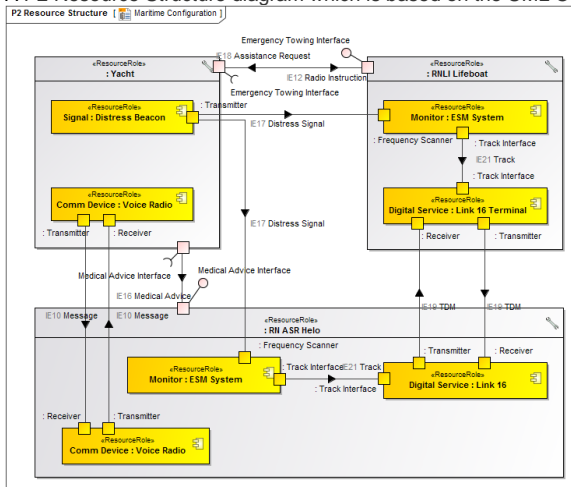 P2 Resource Structure [ Maritime Configuration ]
Emergency Towing Interface
IE18 Assistance Request
«ResourceRole»
: Yacht
«ResourceRole»
: RNLI Lifeboat
IE12 Radio Instruction
Emergency Towing Interface
«ResourceRole»
Signal : Distress Beacon
: Transmitter
IE17 Distress Signal
«ResourceRole»
Monitor : ESM System
: Frequency Scanner
: Track Interface
IE21 Track
: Track Interface
«ResourceRole»
Comm Device : Voice Radio
: Transmitter
: Receiver
«ResourceRole»
Digital Service : Link 16 Terminal
: Receiver
: Transmitter
IE17 Distress Signal
Medical Advice Interface
Medical Advice Interface
IE16 Medical Advice
IE10 Message
IE10 Message
IE19 TDM
IE19 TDM
«ResourceRole»
: RN ASR Helo
: Frequency Scanner
«ResourceRole»
Monitor : ESM System
: Track Interface
IE21 Track
: Track Interface
: Transmitter
: Receiver
«ResourceRole»
Digital Service : Link 16
: Receiver
: Transmitter
«ResourceRole»
Comm Device : Voice Radio